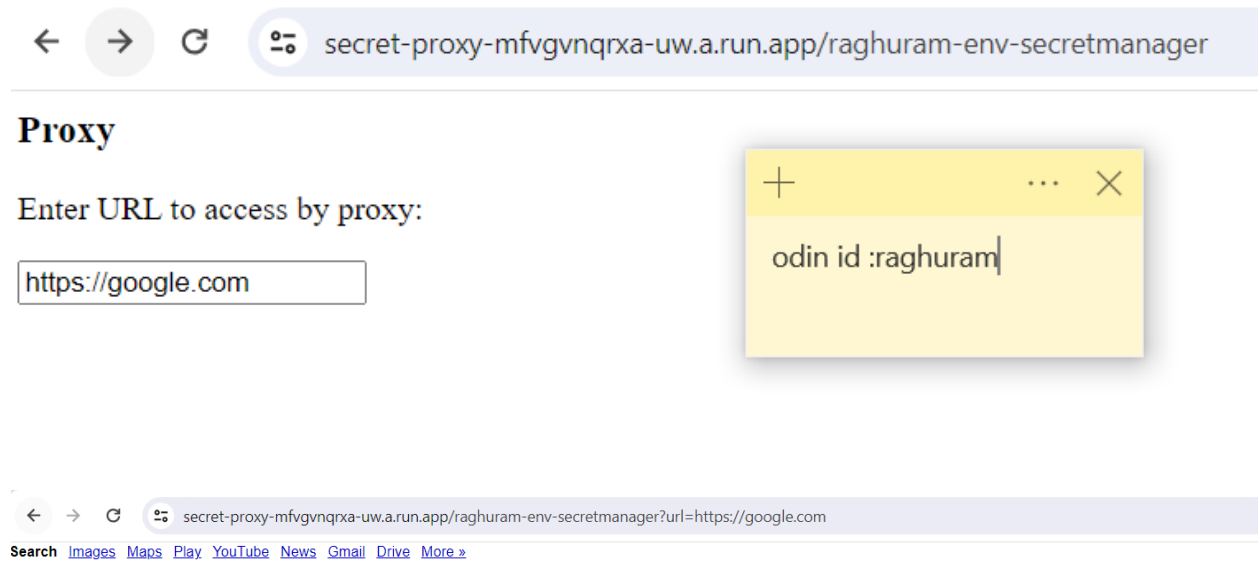 secret-proxy-mfvgvnqrxa-uw.a.run.app/raghuram-env-secretmanager
Proxy
Enter URL to access by proxy:
https://google.com
odin id :raghuram
secret-proxy-mfvgvnqrxa-uw.a.run.app/raghuram-env-secretmanager?url=https://google.com
Search Images Maps Play YouTube News Gmail Drive More »